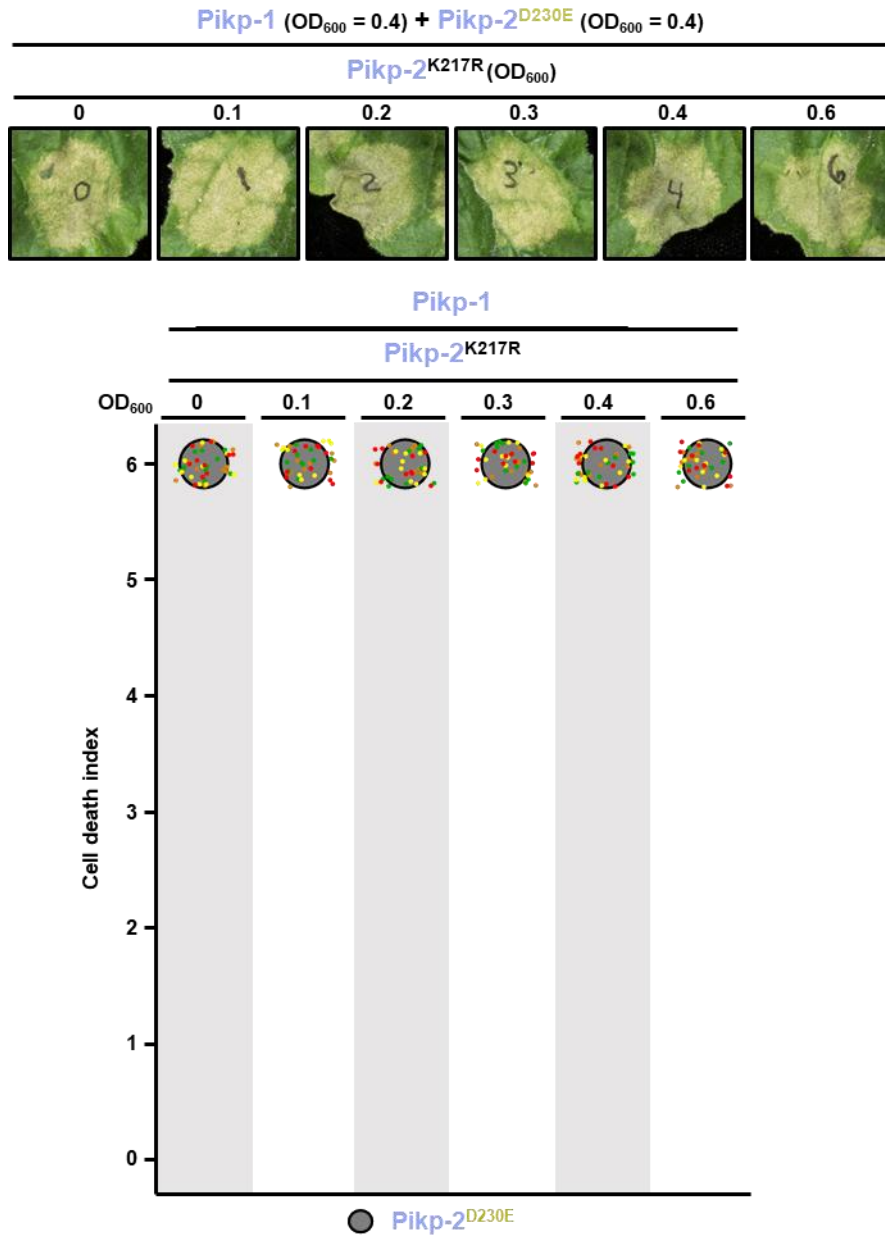 Pikp-1 (OD600 = 0.4) + Pikp-2D230E (OD600 = 0.4)
Pikp-2K217R (OD600)
0 0.1 0.2 0.3 0.4 0.6
0 1 2 3 4 6
Pikp-1
Pikp-2K217R
OD600 0 0.1 0.2 0.3 0.4 0.6
6
5
4
3
2
1
0
Cell death index
Pikp-2D230E